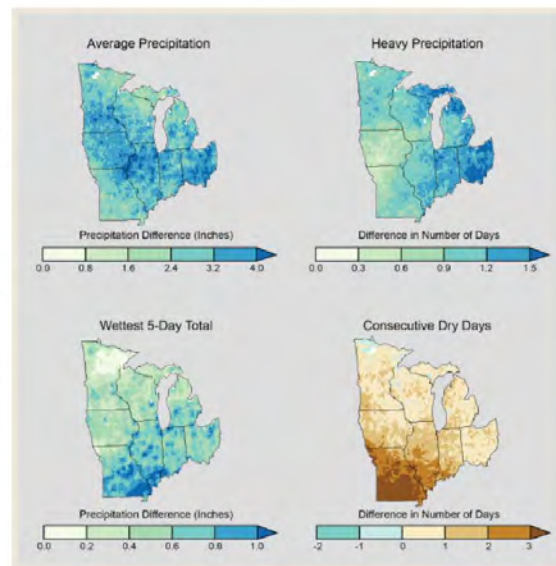 Average Precipitation
Heavy Precipitation
Precipitation Difference (Inches)
0.0 0.8 1.6 2.4 3.2 4.0
Difference in Number of Days
0.0 0.3 0.6 0.9 1.2 1.5
Wettest 5-Day Total
Consecutive Dry Days
Precipitation Difference (Inches)
0.0 0.2 0.4 0.6 0.8 1.0
Difference in Number of Days
-2 -1 0 1 2 3